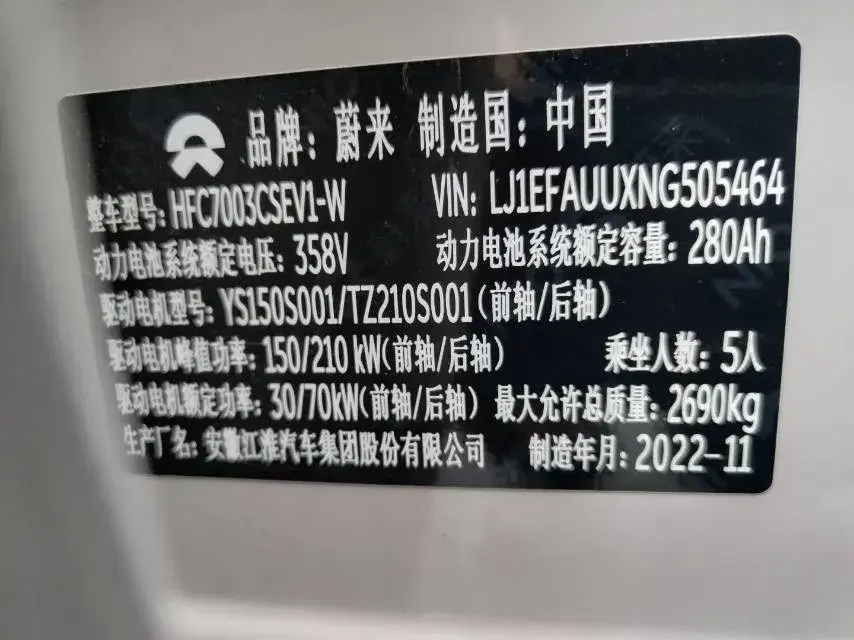 品牌：蔚来 制造国：中国
整车型号：HFC7003CSEV1-W VIN：LJ1EFAUUXNG505464
动力电池系统额定电压：358V 动力电池系统额定容量：280Ah
驱动电机型号：YS150S001/TZ210S001（前轴/后轴）
驱动电机峰值功率：150/210 kW（前轴/后轴） 乘坐人数：5人
驱动电机额定功率：30/70kW（前轴/后轴） 最大允许总质量：2690kg
生产厂名：安徽江淮汽车集团股份有限公司 制造年月：2022-11